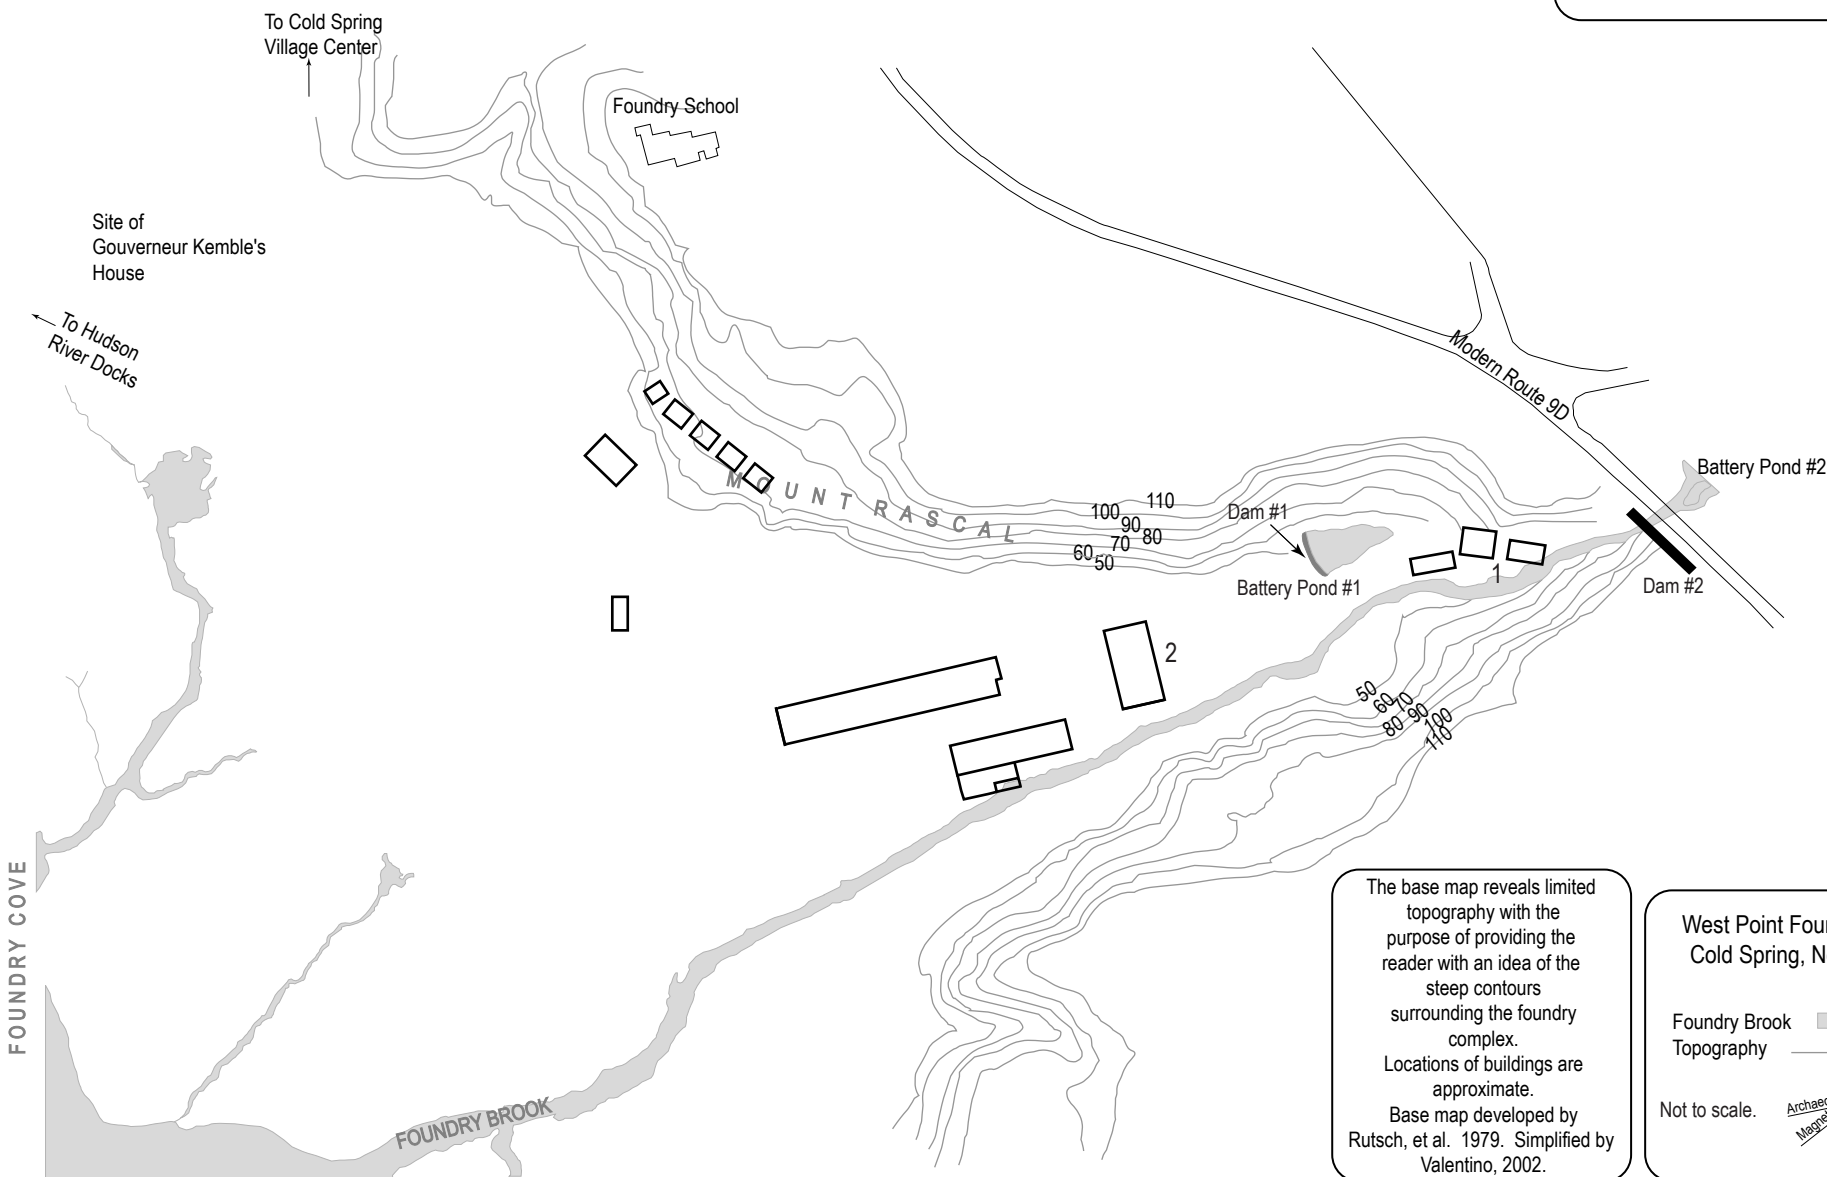 To Cold Spring
Village Center
Foundry School
Site of
Gouverneur Kemble's
House
To Hudson
River Docks
Modern Route 9D
Battery Pond #2
MOUNT RASCAL
110
100
90
80
70
60
50
Dam #1
Battery Pond #1
1
Dam #2
2
50
60
70
80
90
100
110
FOUNDRY COVE
FOUNDRY BROOK
The base map reveals limited
topography with the
purpose of providing the
reader with an idea of the
steep contours
surrounding the foundry
complex.
Locations of buildings are
approximate.
Base map developed by
Rutsch, et al. 1979. Simplified by
Valentino, 2002.
West Point
Cold Spring,
Foundry Brook
Topography
Not to scale.